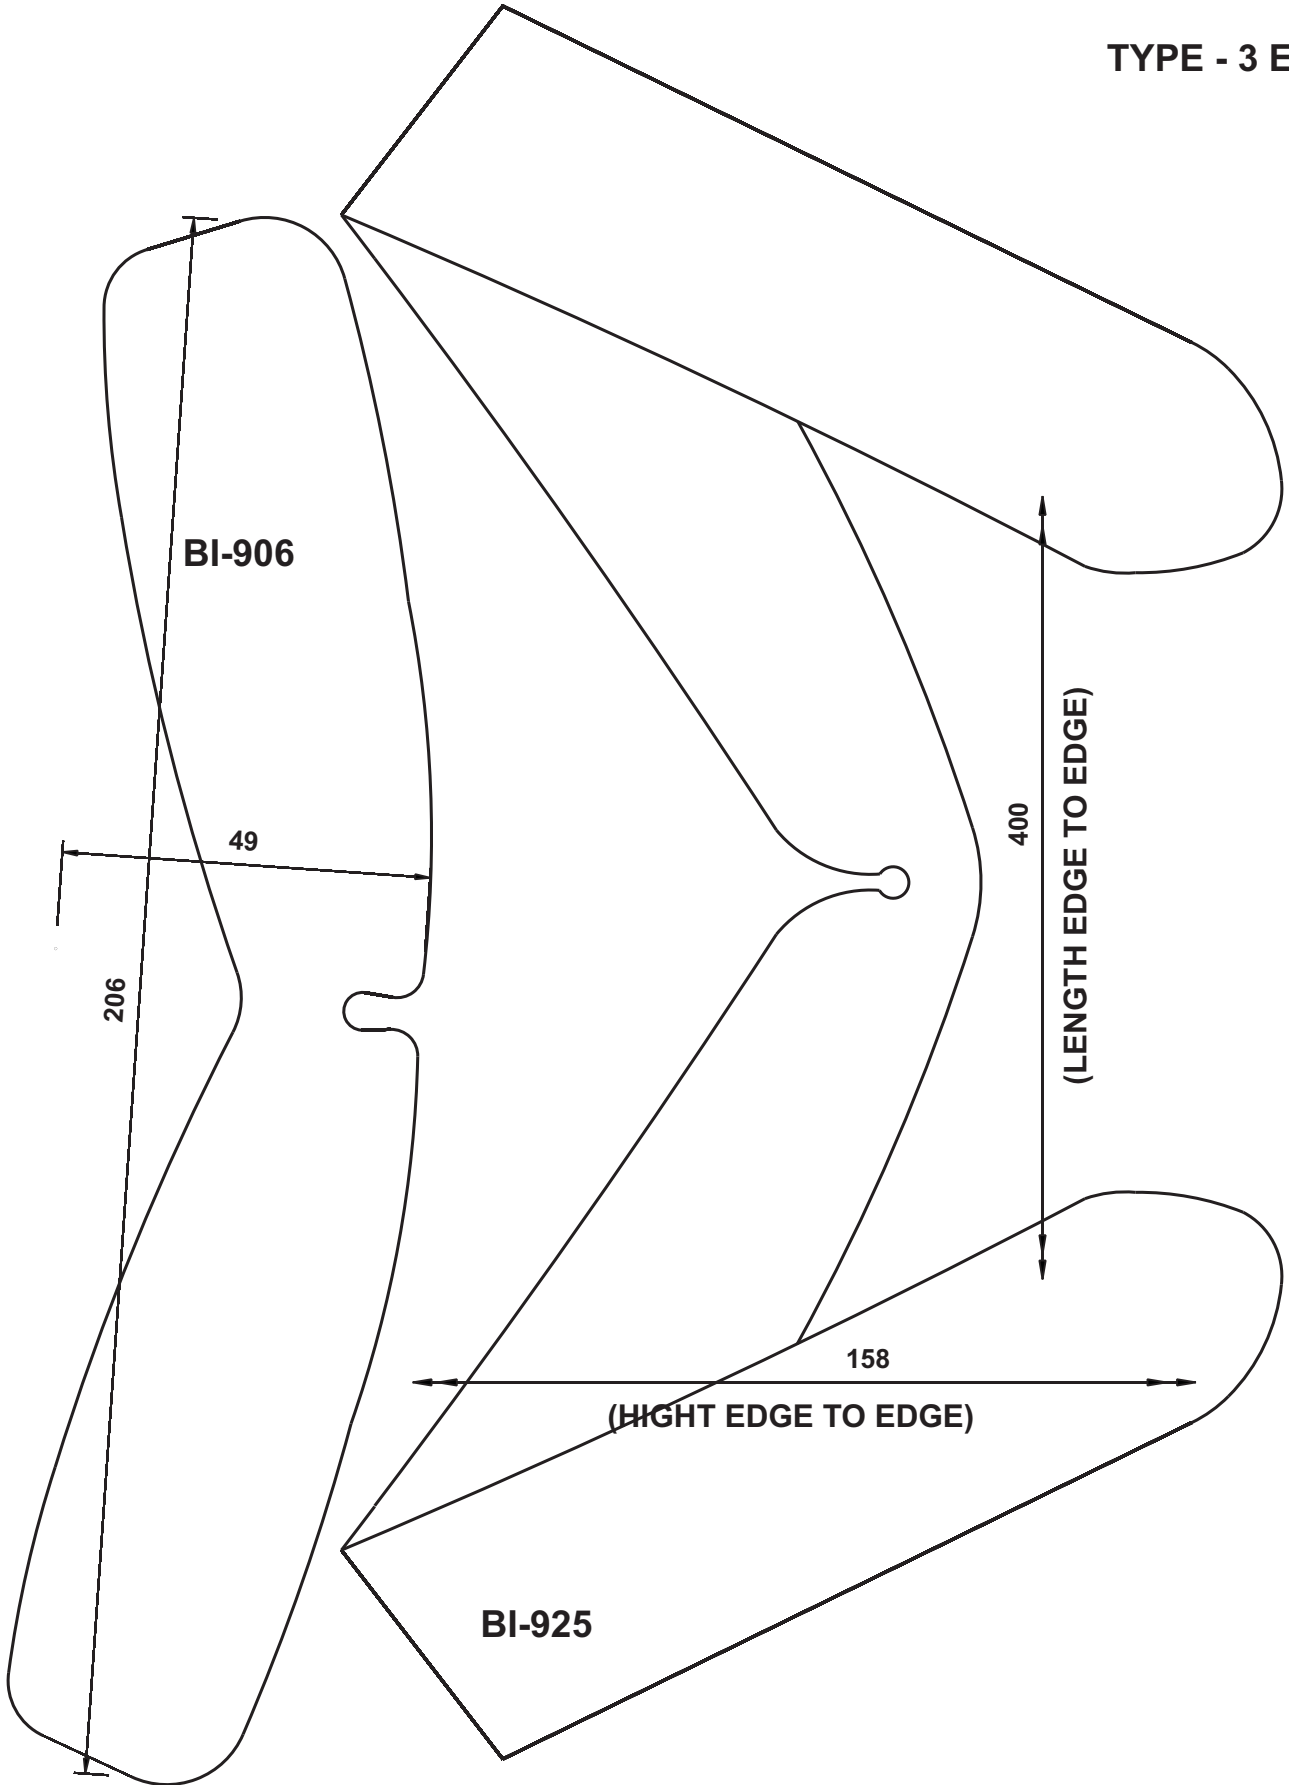 TYPE - 3 E
BI-906
49
400
(LENGTH EDGE TO EDGE)
206
158
(HIGHT EDGE TO EDGE)
BI-925